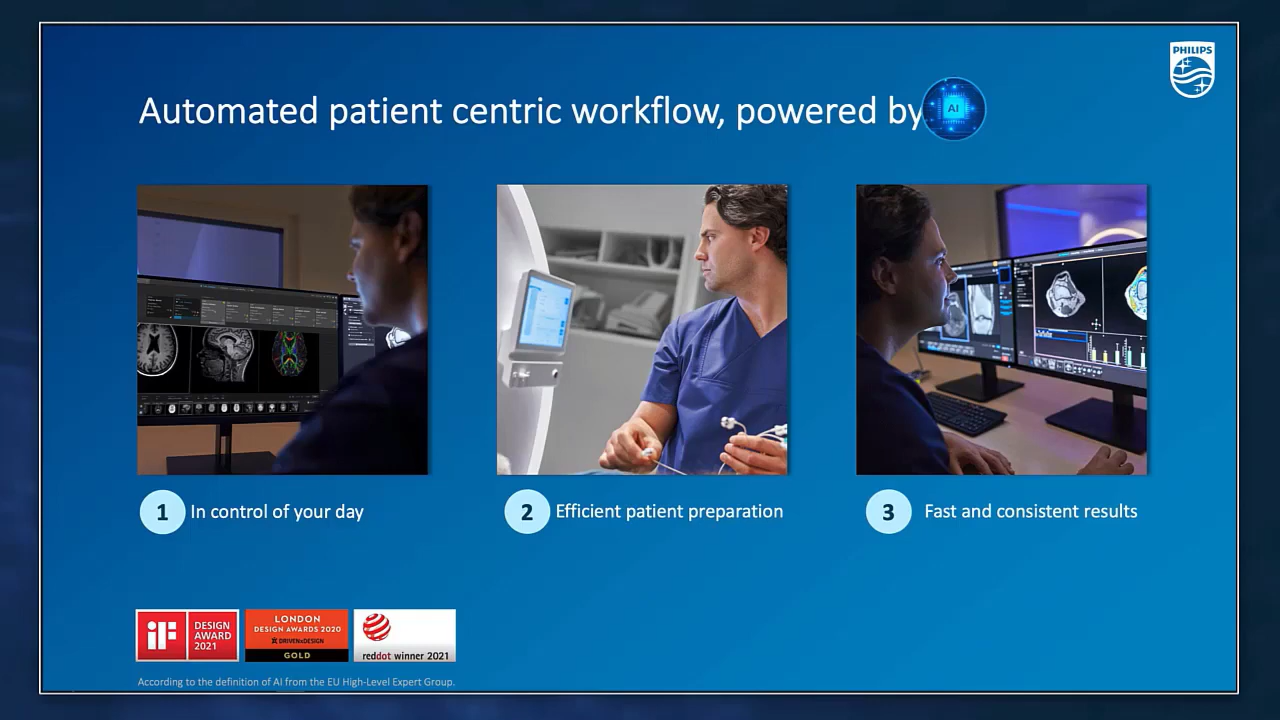 PHILIPS
Automated patient centric workflow, powered by
AI
1 In control of your day
2 Efficient patient preparation
3 Fast and consistent results
iF DESIGN
AWARD
2021
LONDON
DESIGN AWARDS 2020
DRIVENxDESIGN
GOLD
reddot winner 2021
According to the definition of AI from the EU High-Level Expert Group.